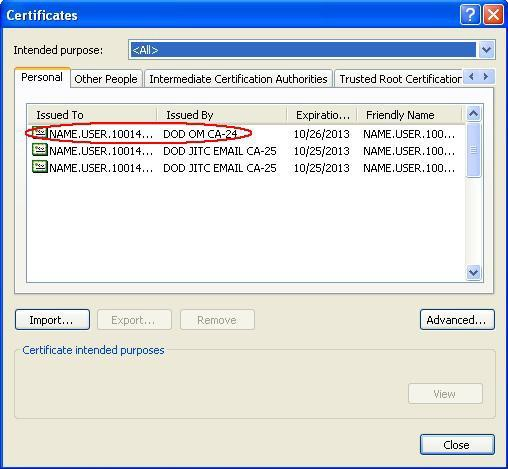 Certificates
Intended purpose: <All>
Personal Other People Intermediate Certification Authorities Trusted Root Certification
Issued To Issued By Expiratio... Friendly Name
NAME.USER.10014... DOD OM CA-24 10/26/2013 NAME.USER.100...
NAME.USER.10014... DOD JITC EMAIL CA-25 10/25/2013 NAME.USER.100...
NAME.USER.10014... DOD JITC EMAIL CA-25 10/25/2013 NAME.USER.100...
Import... Export... Remove Advanced...
Certificate intended purposes
View
Close